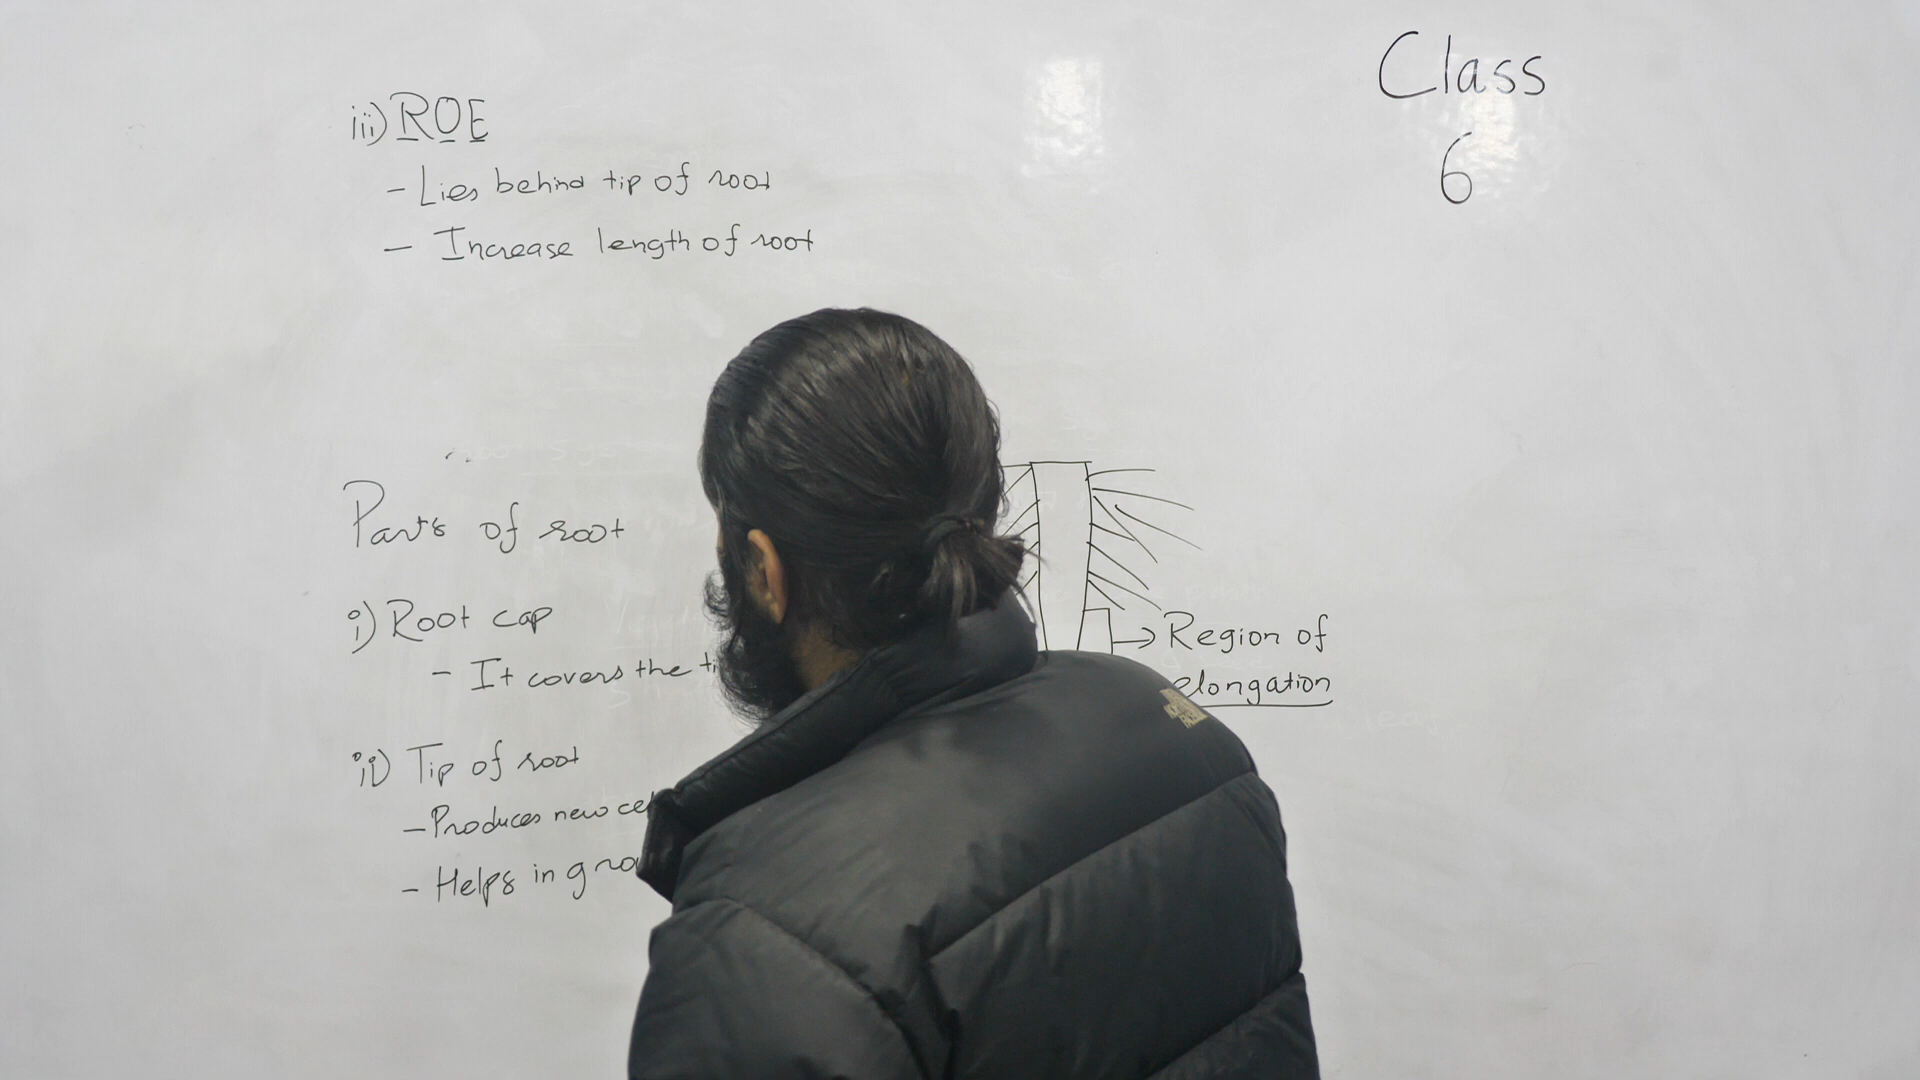 Class
6
iii) ROE
- Lies behind tip of root
- Increase length of root
Parts of root
i) Root cap
- It covers the
ii) Tip of root
- Produces new
- Helps in
Region of
elongation